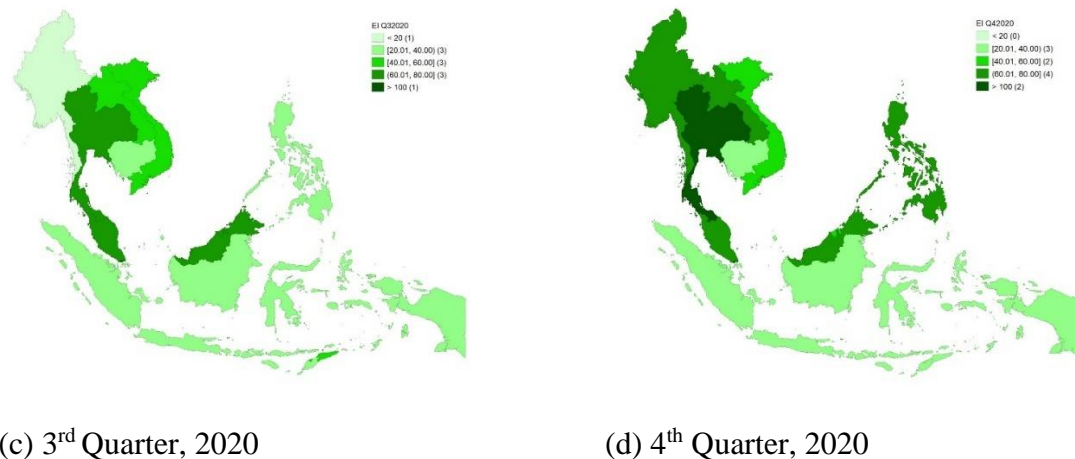 EI Q32020
< 20 (1)
[20.01, 40.00) (3)
[40.01, 60.00] (3)
(60.01, 80.00] (3)
> 100 (1)
EI Q42020
< 20 (0)
[20.01, 40.00) (3)
[40.01, 60.00] (2)
(60.01, 80.00] (4)
> 100 (2)
(c) 3rd Quarter, 2020
(d) 4th Quarter, 2020